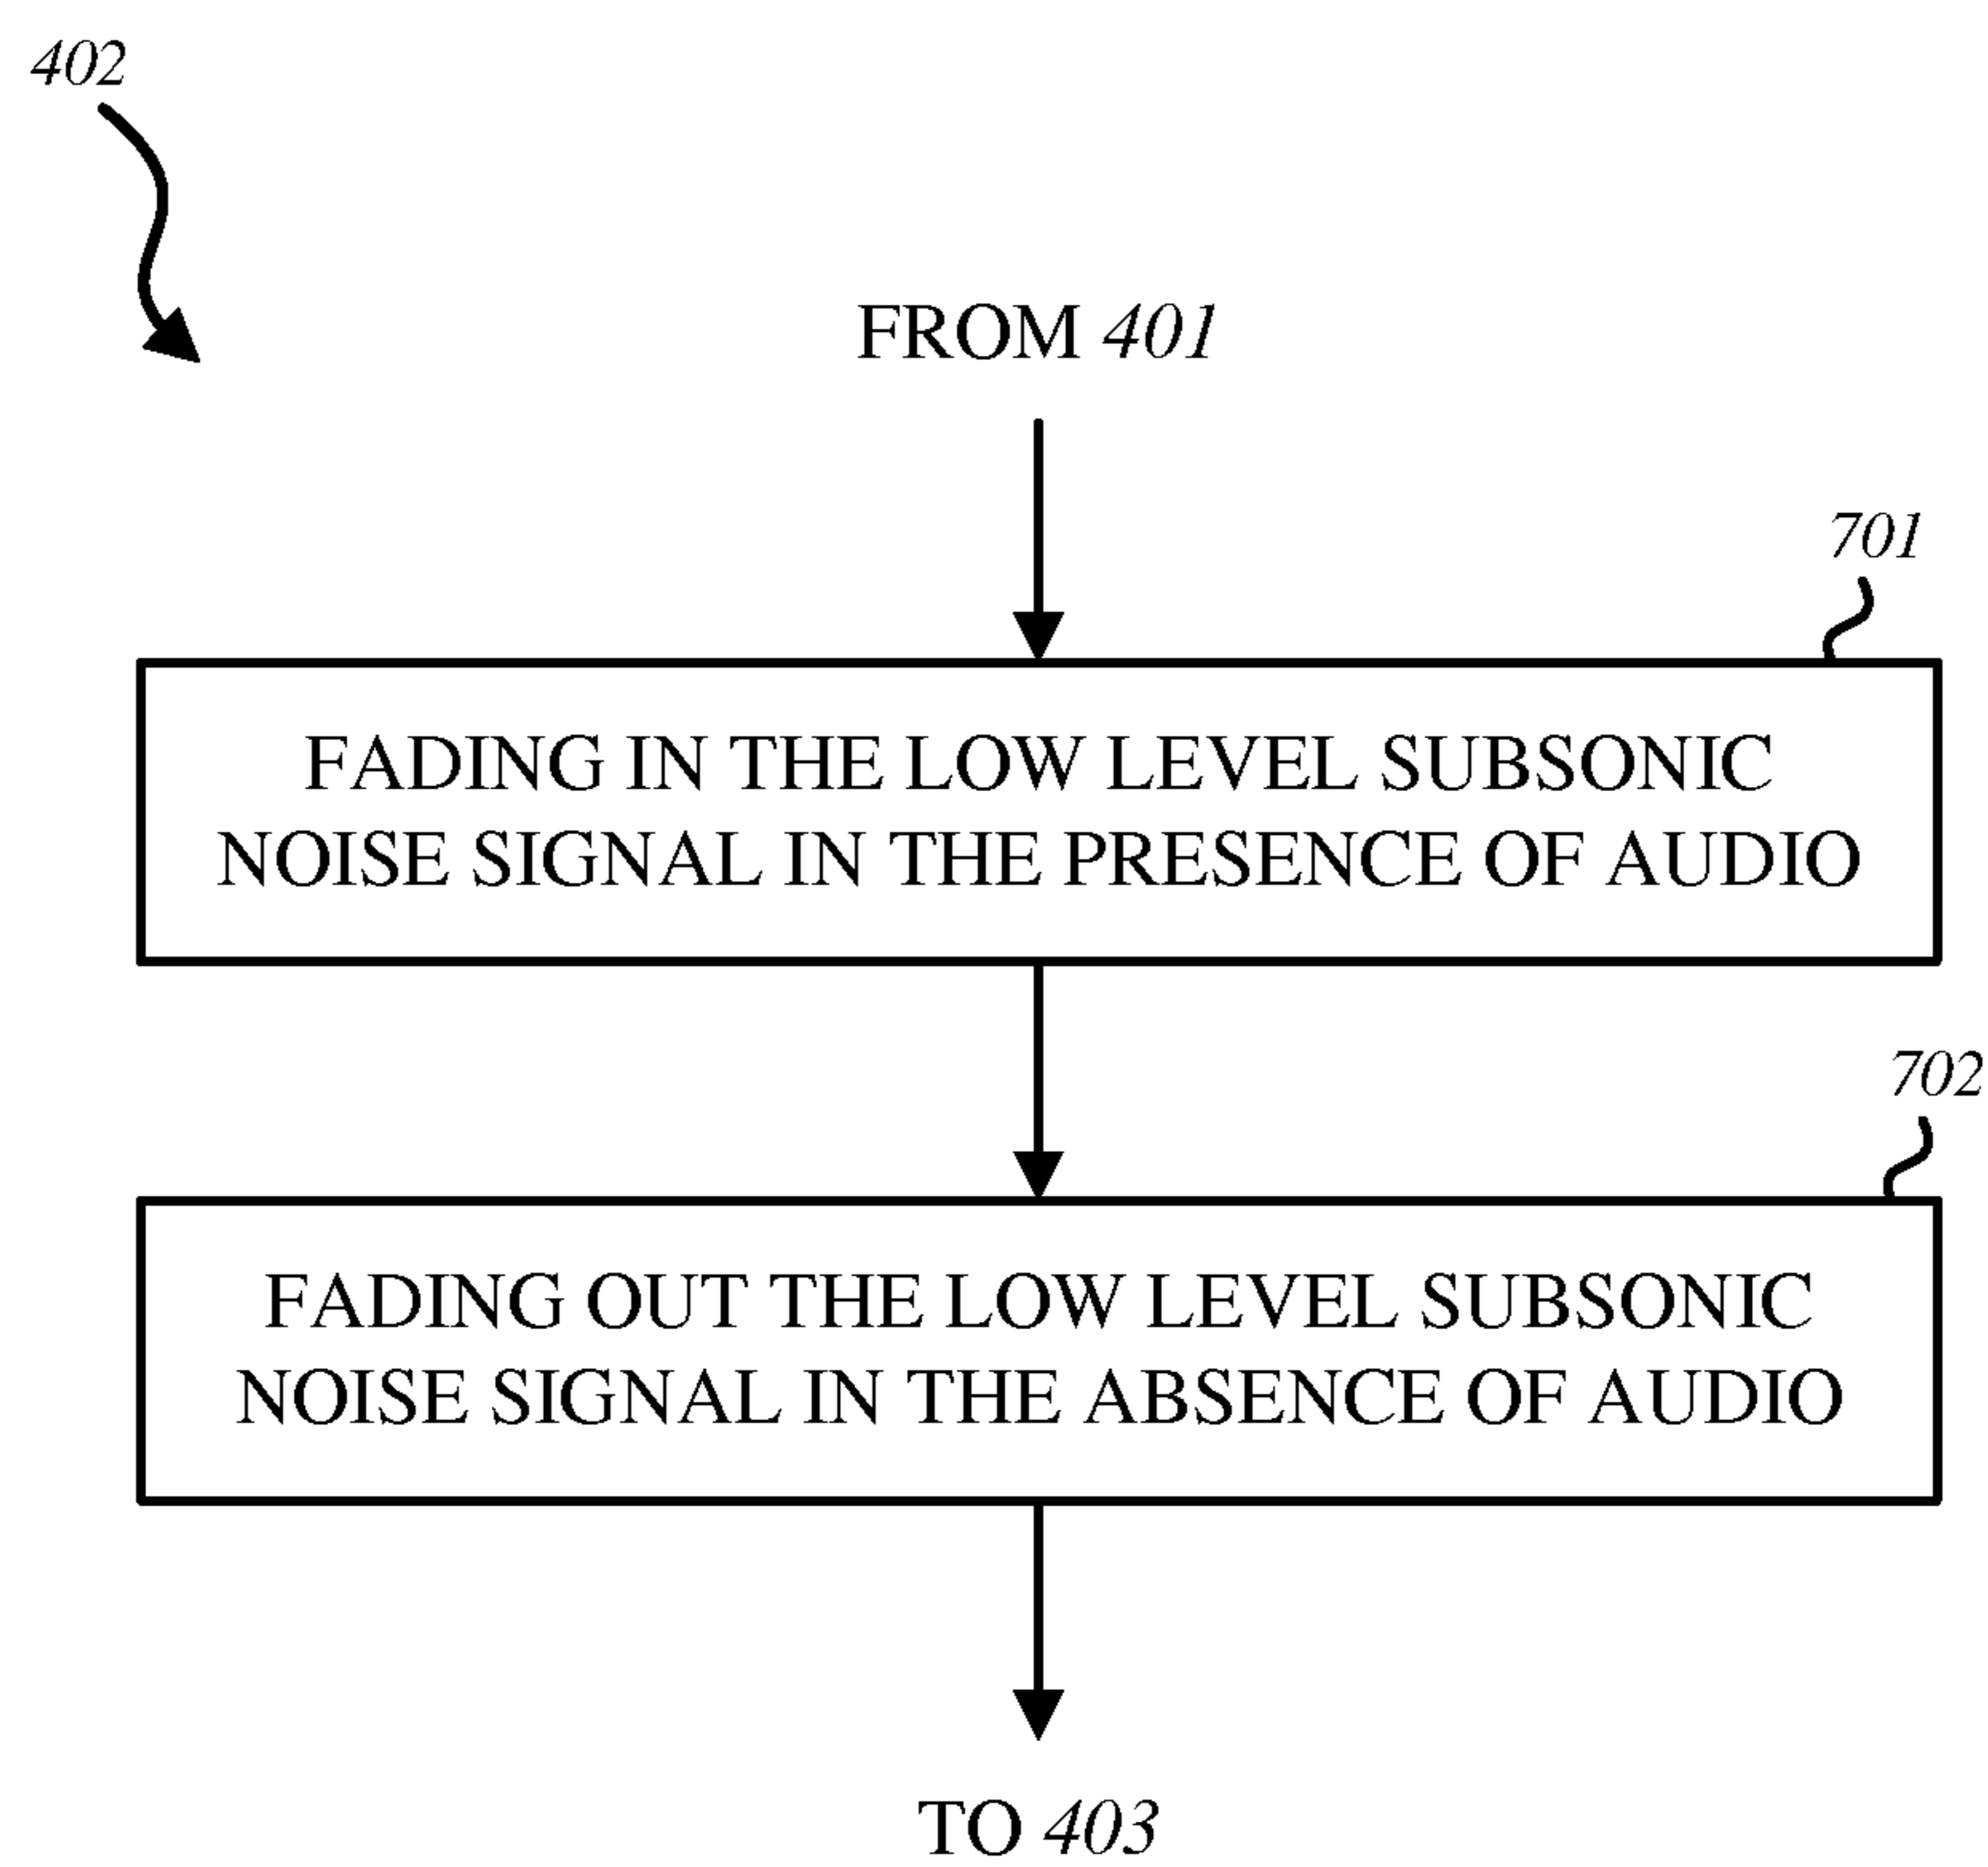 402
FROM 401
701
FADING IN THE LOW LEVEL SUBSONIC
NOISE SIGNAL IN THE PRESENCE OF AUDIO
702
FADING OUT THE LOW LEVEL SUBSONIC
NOISE SIGNAL IN THE ABSENCE OF AUDIO
TO 403